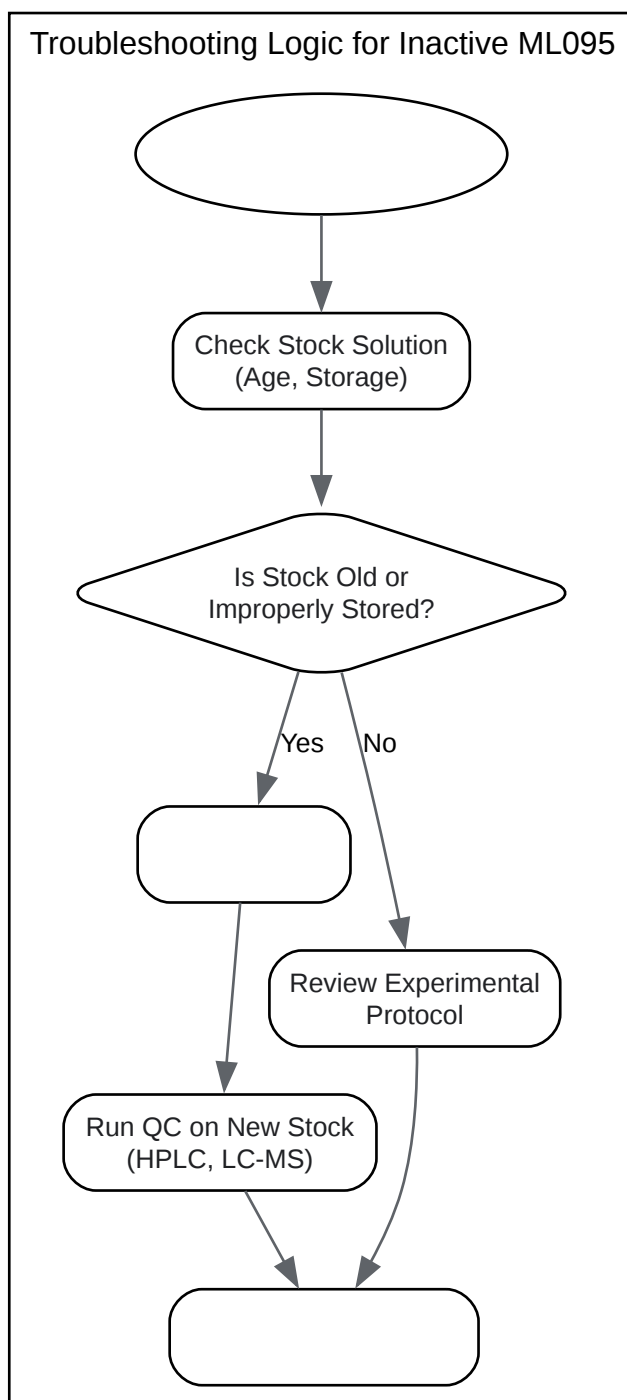 Troubleshooting Logic for Inactive ML095
Check Stock Solution
(Age, Storage)
Is Stock Old or
Improperly Stored?
Yes
No
Review Experimental
Protocol
Run QC on New Stock
(HPLC, LC-MS)